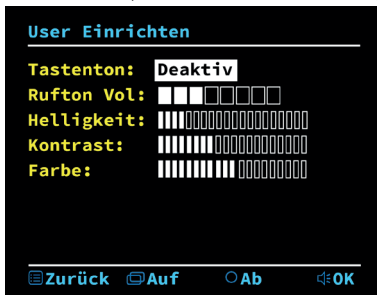 User Einrichten
Tastenton: Deaktiv
Rufton Vol:
Helligkeit:
Kontrast:
Farbe:
Zurück Auf Ab OK